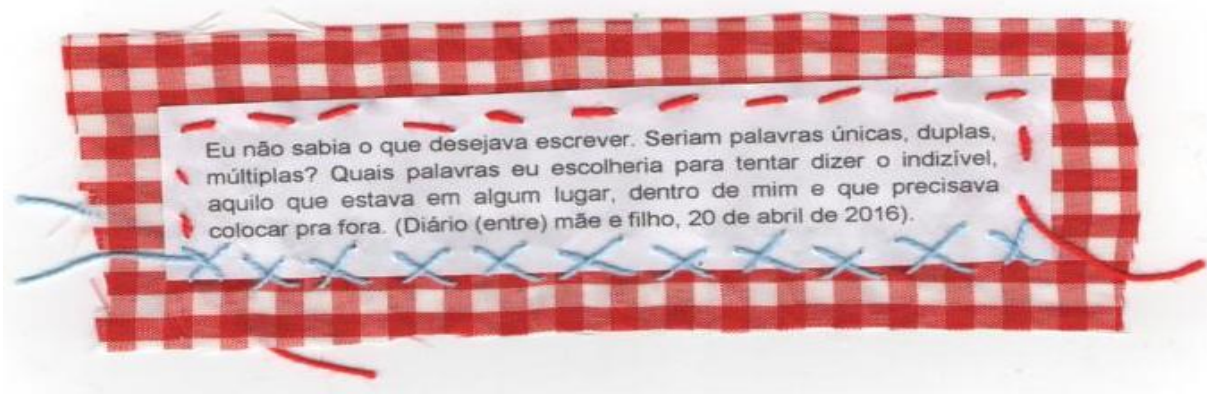 Eu não sabia o que desejava escrever. Seriam palavras únicas, duplas,
múltiplas? Quais palavras eu escolheria para tentar dizer o indizível,
aquilo que estava em algum lugar, dentro de mim e que precisava
colocar pra fora. (Diário (entre) mãe e filho, 20 de abril de 2016).